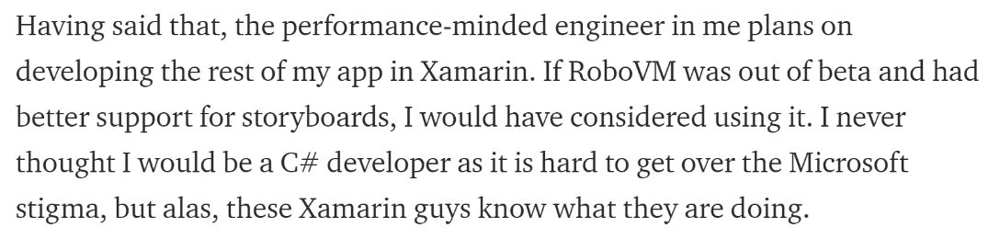 Having said that, the performance-minded engineer in me plans on
developing the rest of my app in Xamarin. If RoboVM was out of beta and had
better support for storyboards, I would have considered using it. I never
thought I would be a C# developer as it is hard to get over the Microsoft
stigma, but alas, these Xamarin guys know what they are doing.